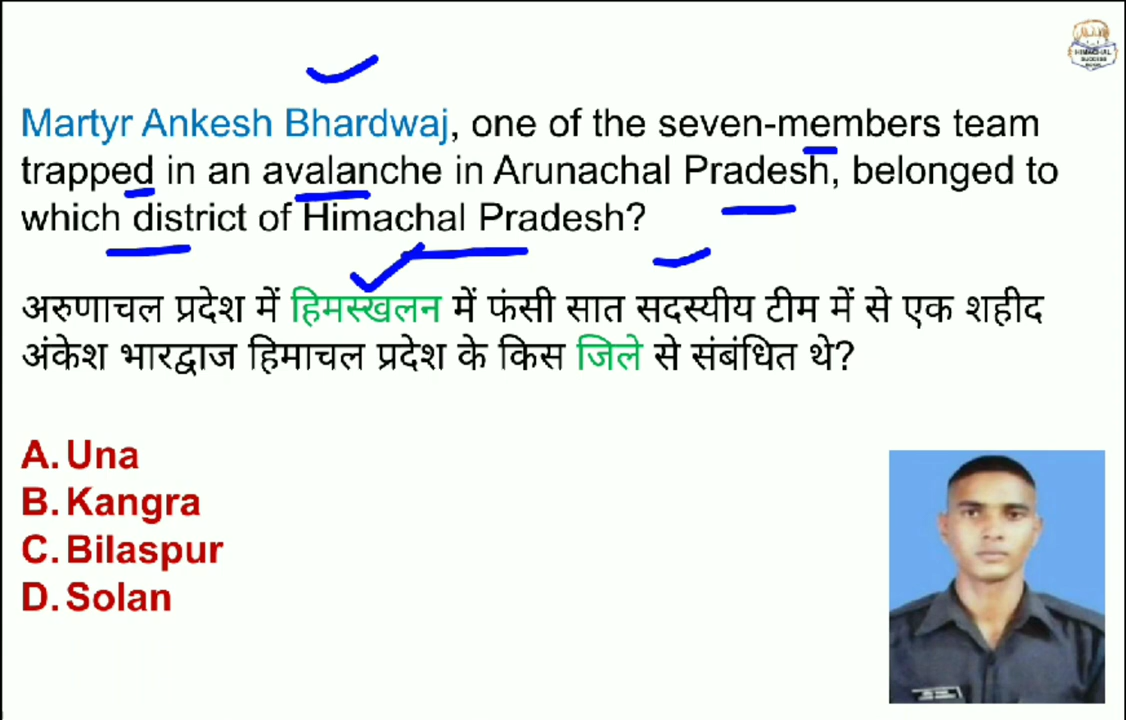 HIMACHAL
SUCCESS
Martyr Ankesh Bhardwaj, one of the seven-members team
trapped in an avalanche in Arunachal Pradesh, belonged to
which district of Himachal Pradesh?
अरुणाचल प्रदेश में हिमस्खलन में फंसी सात सदस्यीय टीम में से एक शहीद
अंकेश भारद्वाज हिमाचल प्रदेश के किस जिले से संबंधित थे?
A. Una
B. Kangra
C. Bilaspur
D. Solan